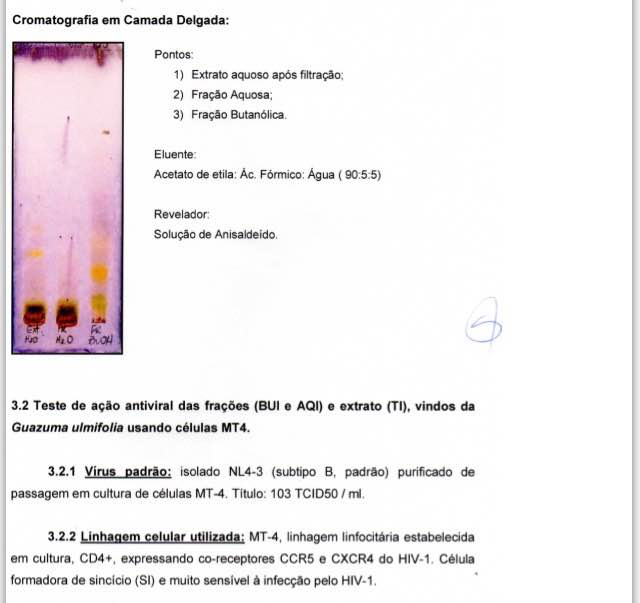 Cromatografia em Camada Delgada:
Pontos:
1) Extrato aquoso após filtração;
2) Fração Aquosa;
3) Fração Butanólica.
Eluente:
Acetato de etila: Ác. Fórmico: Água ( 90:5:5)
Revelador:
Solução de Anisaldeído.
Ext. FR FR
H2O H2O BuOH
3.2 Teste de ação antiviral das frações (BUI e AQI) e extrato (TI), vindos da
Guazuma ulmifolia usando células MT4.
3.2.1 Virus padrão: isolado NL4-3 (subtipo B, padrão) purificado de
passagem em cultura de células MT-4. Titulo: 103 TCID50 / ml.
3.2.2 Linhagem celular utilizada: MT-4, linhagem linfocitária estabelecida
em cultura, CD4+, expressando co-receptores CCR5 e CXCR4 do HIV-1. Célula
formadora de sincício (SI) e muito sensível à infecção pelo HIV-1.